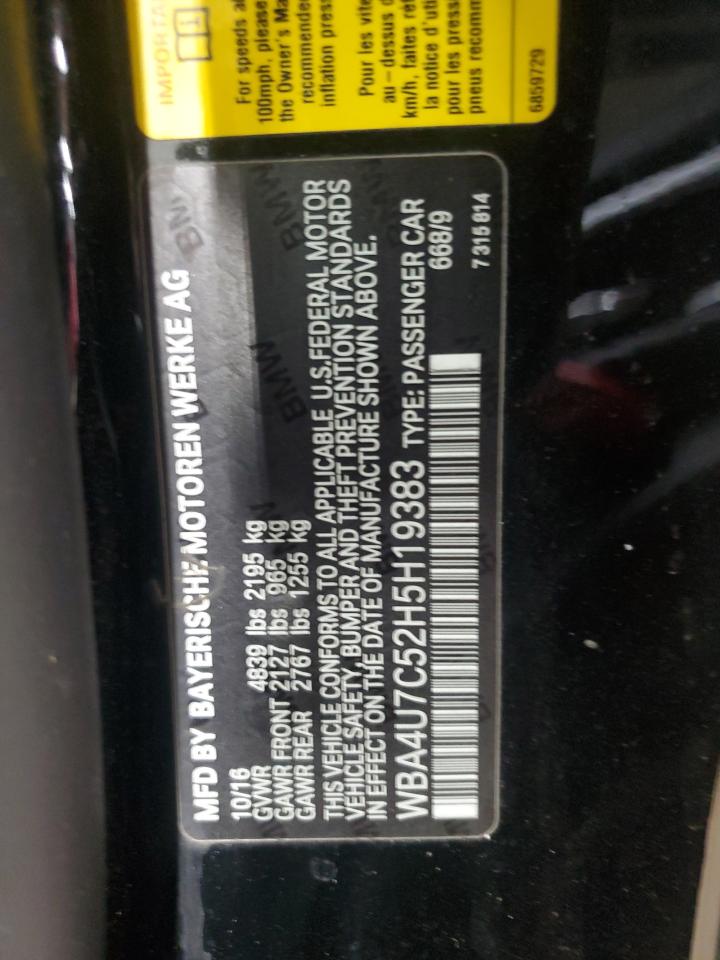 IMPORTA
For speeds a
100mph, please
the Owner's Ma
recommended
inflation press
Pour les vite
au-dessus d
km/h, faites ret
la notice d'uti
pour les press
pneus recomm
6859729
MFD BY BAYERISCHE MOTOREN WERKE AG
10/16
GVWR 4839 lbs 2195 kg
GAWR FRONT 2127 lbs 965 kg
GAWR REAR 2767 lbs 1255 kg
THIS VEHICLE CONFORMS TO ALL APPLICABLE U.S.FEDERAL MOTOR
VEHICLE SAFETY, BUMPER AND THEFT PREVENTION STANDARDS
IN EFFECT ON THE DATE OF MANUFACTURE SHOWN ABOVE.
WBA4U7C52H5H19383 TYPE: PASSENGER CAR
668/9
7 315 814